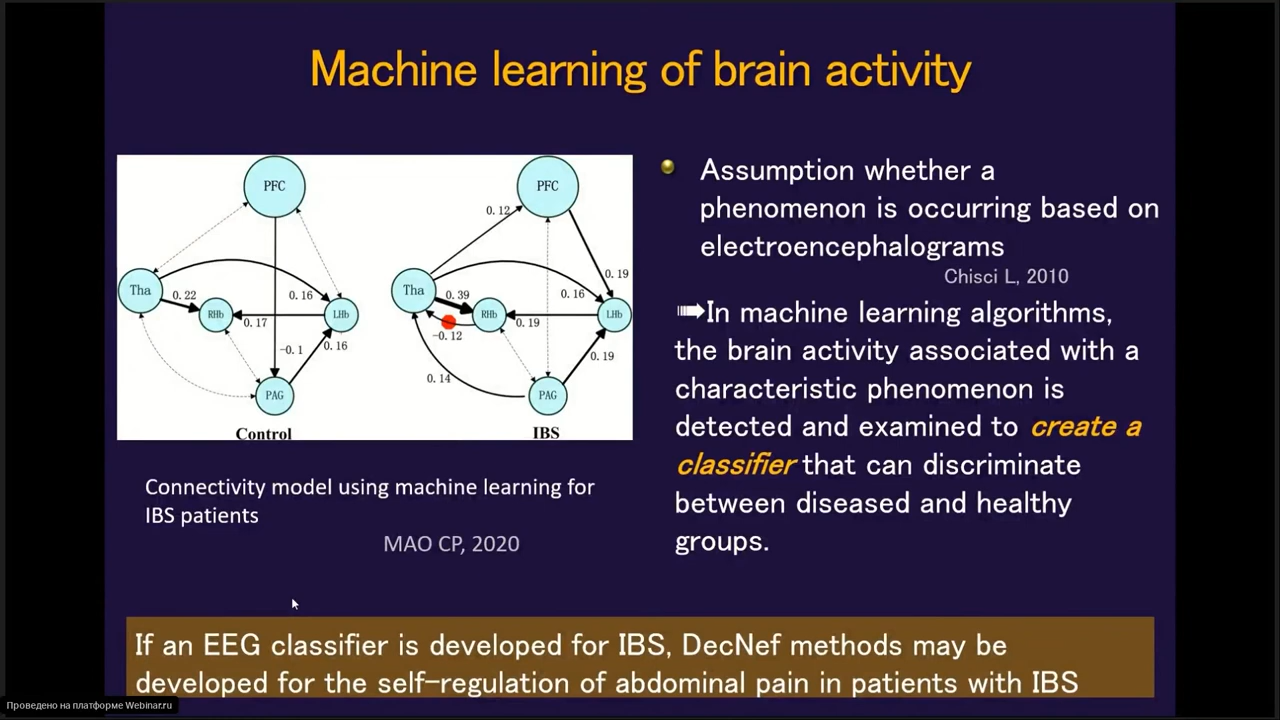 Machine learning of brain activity
PFC
Tha
0.22
RHb
0.17
0.16
LHb
-0.1
0.16
PAG
Control
PFC
0.12
0.19
Tha
0.39
0.16
RHb
0.19
LHb
-0.12
0.19
0.14
PAG
IBS
Connectivity model using machine learning for
IBS patients
MAO CP, 2020
Assumption whether a
phenomenon is occurring based on
electroencephalograms
Chisci L, 2010
➠In machine learning algorithms,
the brain activity associated with a
characteristic phenomenon is
detected and examined to create a
classifier that can discriminate
between diseased and healthy
groups.
If an EEG classifier is developed for IBS, DecNef methods may be
developed for the self-regulation of abdominal pain in patients with IBS
Проведено на платформе Webinar.ru